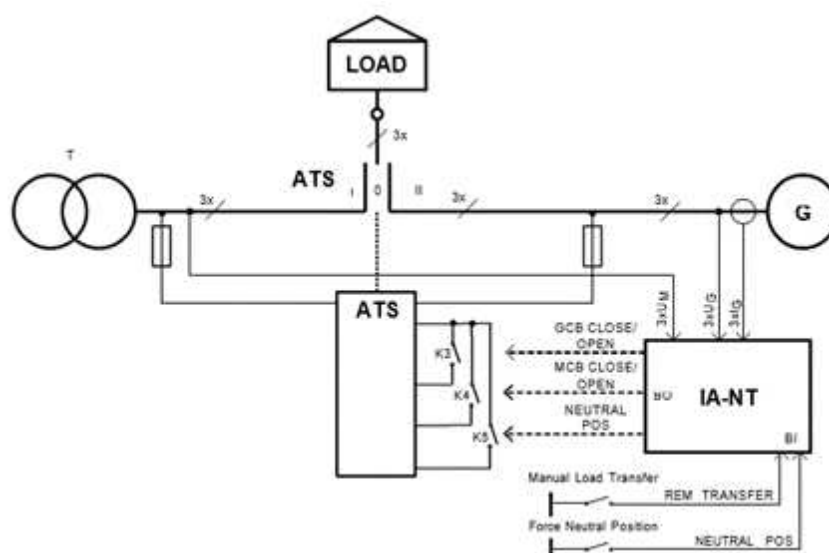 LOAD
3x
T
ATS
I
0
II
3x
3x
3x
G
ATS
3xUM
3xUG
3xIG
K3
K4
K5
GCB CLOSE/
OPEN
MCB CLOSE/
OPEN
NEUTRAL
POS
BO
IA-NT
BI
Manual Load Transfer
REM TRANSFER
Force Neutral Position
NEUTRAL POS